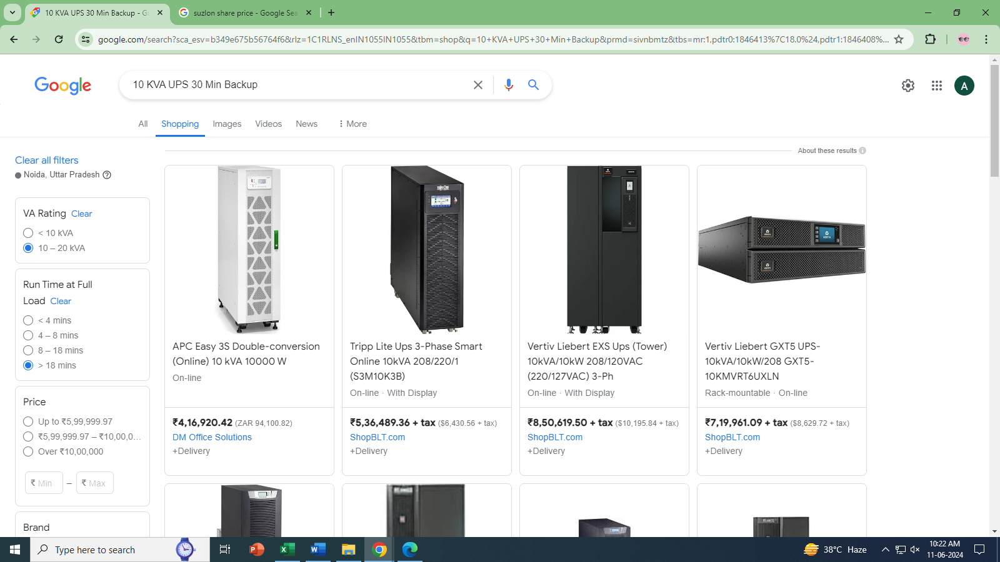 10 KVA UPS 30 Min Backup - G
suzlon share price - Google Sea
google.com/search?sca_esv=b349e675b56764f6&rlz=1C1RLNS_enIN1055IN1055&tbm=shop&q=10+KVA+UPS+30+Min+Backup&prmd=sivnbmtz&tbs=mr:1,pdtr0:1846413%7C18.0%24,pdtr1:1846408%...
Google
10 KVA UPS 30 Min Backup
A
All Shopping Images Videos News More
About these results
Clear all filters
Noida, Uttar Pradesh
VA Rating Clear
< 10 kVA
10 – 20 kVA
Run Time at Full
Load Clear
< 4 mins
4 – 8 mins
8 – 18 mins
> 18 mins
Price
Up to ₹5,99,999.97
₹5,99,999.97 – ₹10,00,0...
Over ₹10,00,000
₹ Min – ₹ Max
Brand
APC Easy 3S Double-conversion
(Online) 10 kVA 10000 W
On-line
₹4,16,920.42 (ZAR 94,100.82)
DM Office Solutions
+Delivery
TRIPP-LITE
Tripp Lite Ups 3-Phase Smart
Online 10kVA 208/220/1
(S3M10K3B)
On-line · With Display
₹5,36,489.36 + tax ($6,430.56 + tax)
ShopBLT.com
+Delivery
Vertiv Liebert EXS Ups (Tower)
10kVA/10kW 208/120VAC
(220/127VAC) 3-Ph
On-line · With Display
₹8,50,619.50 + tax ($10,195.84 + tax)
ShopBLT.com
+Delivery
VERTIV
VERTIV
VERTIV
Vertiv Liebert GXT5 UPS-
10kVA/10kW/208 GXT5-
10KMVRT6UXLN
Rack-mountable · On-line
₹7,19,961.09 + tax ($8,629.72 + tax)
ShopBLT.com
+Delivery
Type here to search
38°C Haze
10:22 AM
11-06-2024